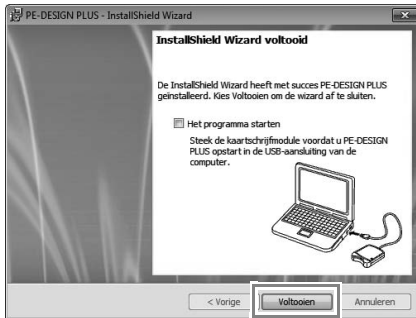 PE-DESIGN PLUS - InstallShield Wizard
InstallShield Wizard voltooid
De InstallShield Wizard heeft met succes PE-DESIGN PLUS
geïnstalleerd. Kies Voltooien om de wizard af te sluiten.
Het programma starten
Steek de kaartschrijfmodule voordat u PE-DESIGN
PLUS opstart in de USB-aansluiting van de
computer.
< Vorige
Voltooien
Annuleren